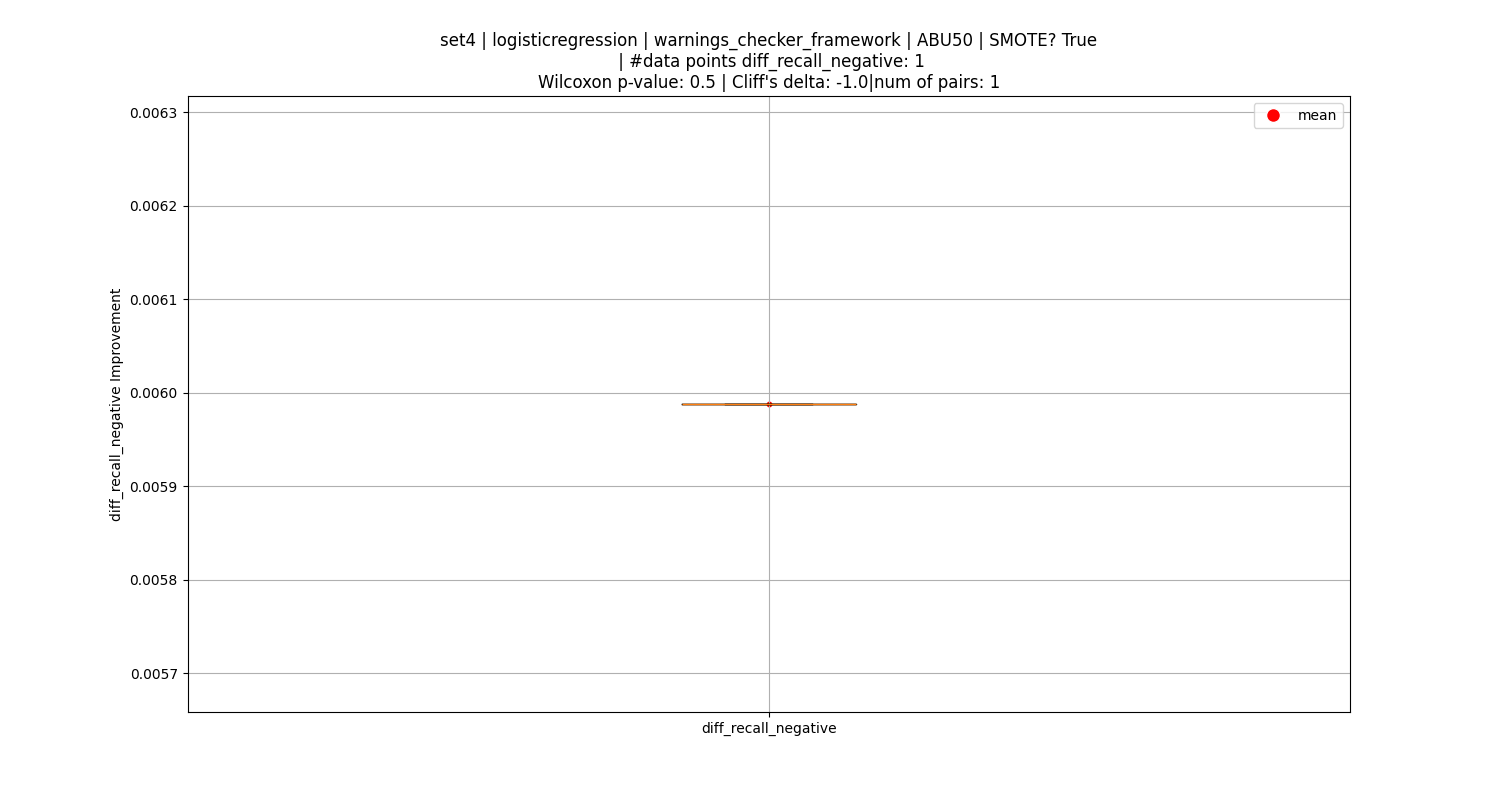 set4 | logisticregression | warnings_checker_framework | ABU50 | SMOTE? True
| #data points diff_recall_negative: 1
Wilcoxon p-value: 0.5 | Cliff's delta: -1.0|num of pairs: 1
mean
0.0063
0.0062
0.0061
0.0060
0.0059
0.0058
0.0057
diff_recall_negative Improvement
diff_recall_negative